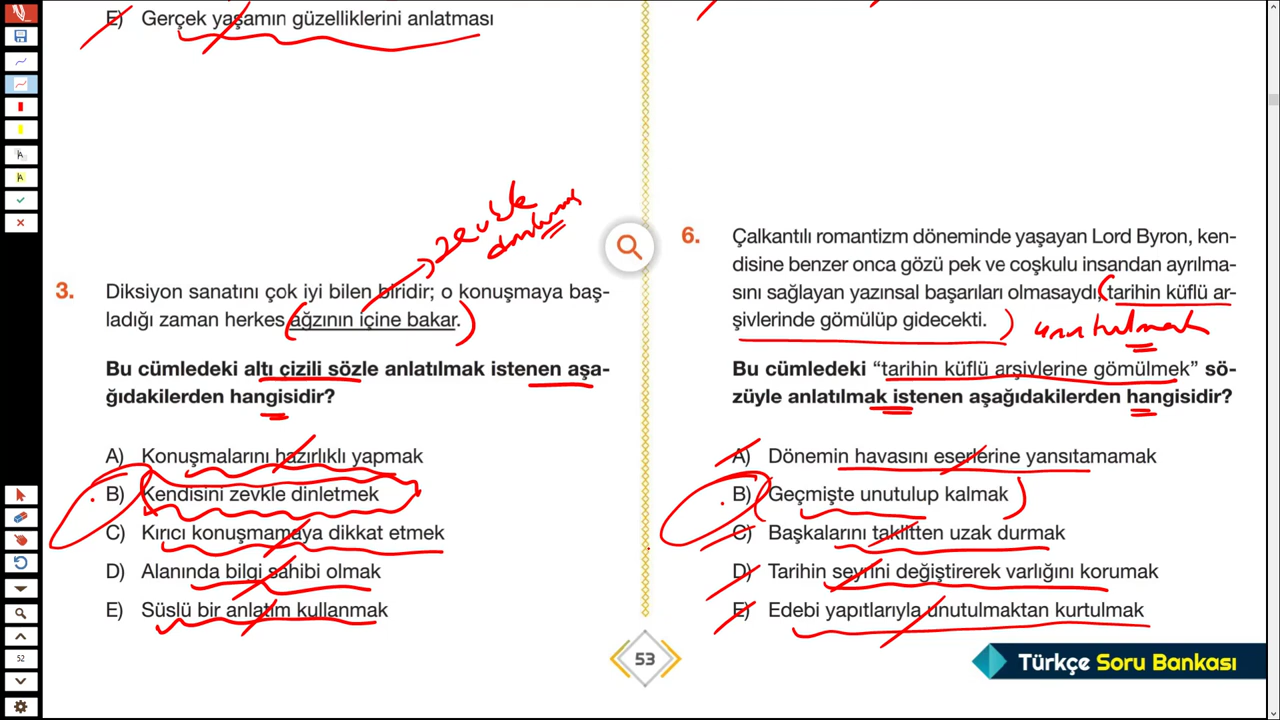 E) Gerçek yaşamın güzelliklerini anlatması
zevkle
3. Diksiyon sanatını çok iyi bilen biridir; o konuşmaya baş-
ladığı zaman herkes ağzının içine bakar.
Bu cümledeki altı çizili sözle anlatılmak istenen aşa-
ğıdakilerden hangisidir?
A) Konuşmalarını hazırlıklı yapmak
B) Kendisini zevkle dinletmek
C) Kırıcı konuşmamaya dikkat etmek
D) Alanında bilgi sahibi olmak
E) Süslü bir anlatım kullanmak
6. Çalkantılı romantizm döneminde yaşayan Lord Byron, ken-
disine benzer onca gözü pek ve coşkulu insandan ayrılma-
sını sağlayan yazınsal başarıları olmasaydı, tarihin küflü ar-
şivlerinde gömülüp gidecekti.
unutulmak
Bu cümledeki “tarihin küflü arşivlerine gömülmek” sö-
züyle anlatılmak istenen aşağıdakilerden hangisidir?
A) Dönemin havasını eserlerine yansıtamamak
B) Geçmişte unutulup kalmak
C) Başkalarını taklitten uzak durmak
D) Tarihin seyrini değiştirerek varlığını korumak
E) Edebi yapıtlarıyla unutulmaktan kurtulmak
53
Türkçe Soru Bankası
52